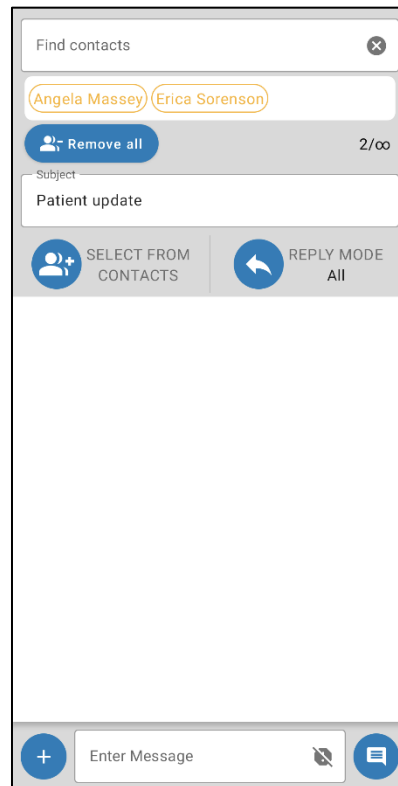 Find contacts
Angela Massey Erica Sorenson
Remove all 2/∞
Subject
Patient update
SELECT FROM CONTACTS
REPLY MODE
All
Enter Message